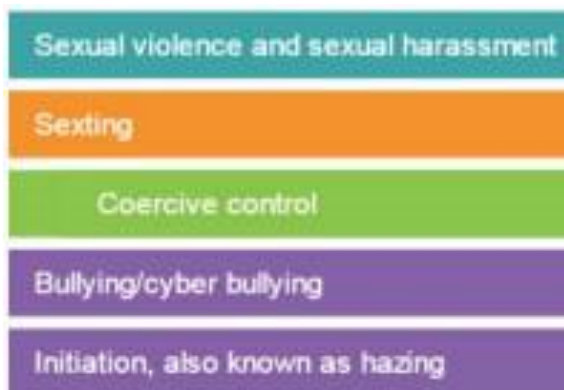 Sexual violence and sexual harassment
Sexting
Coercive control
Bullying/cyber bullying
Initiation, also known as hazing